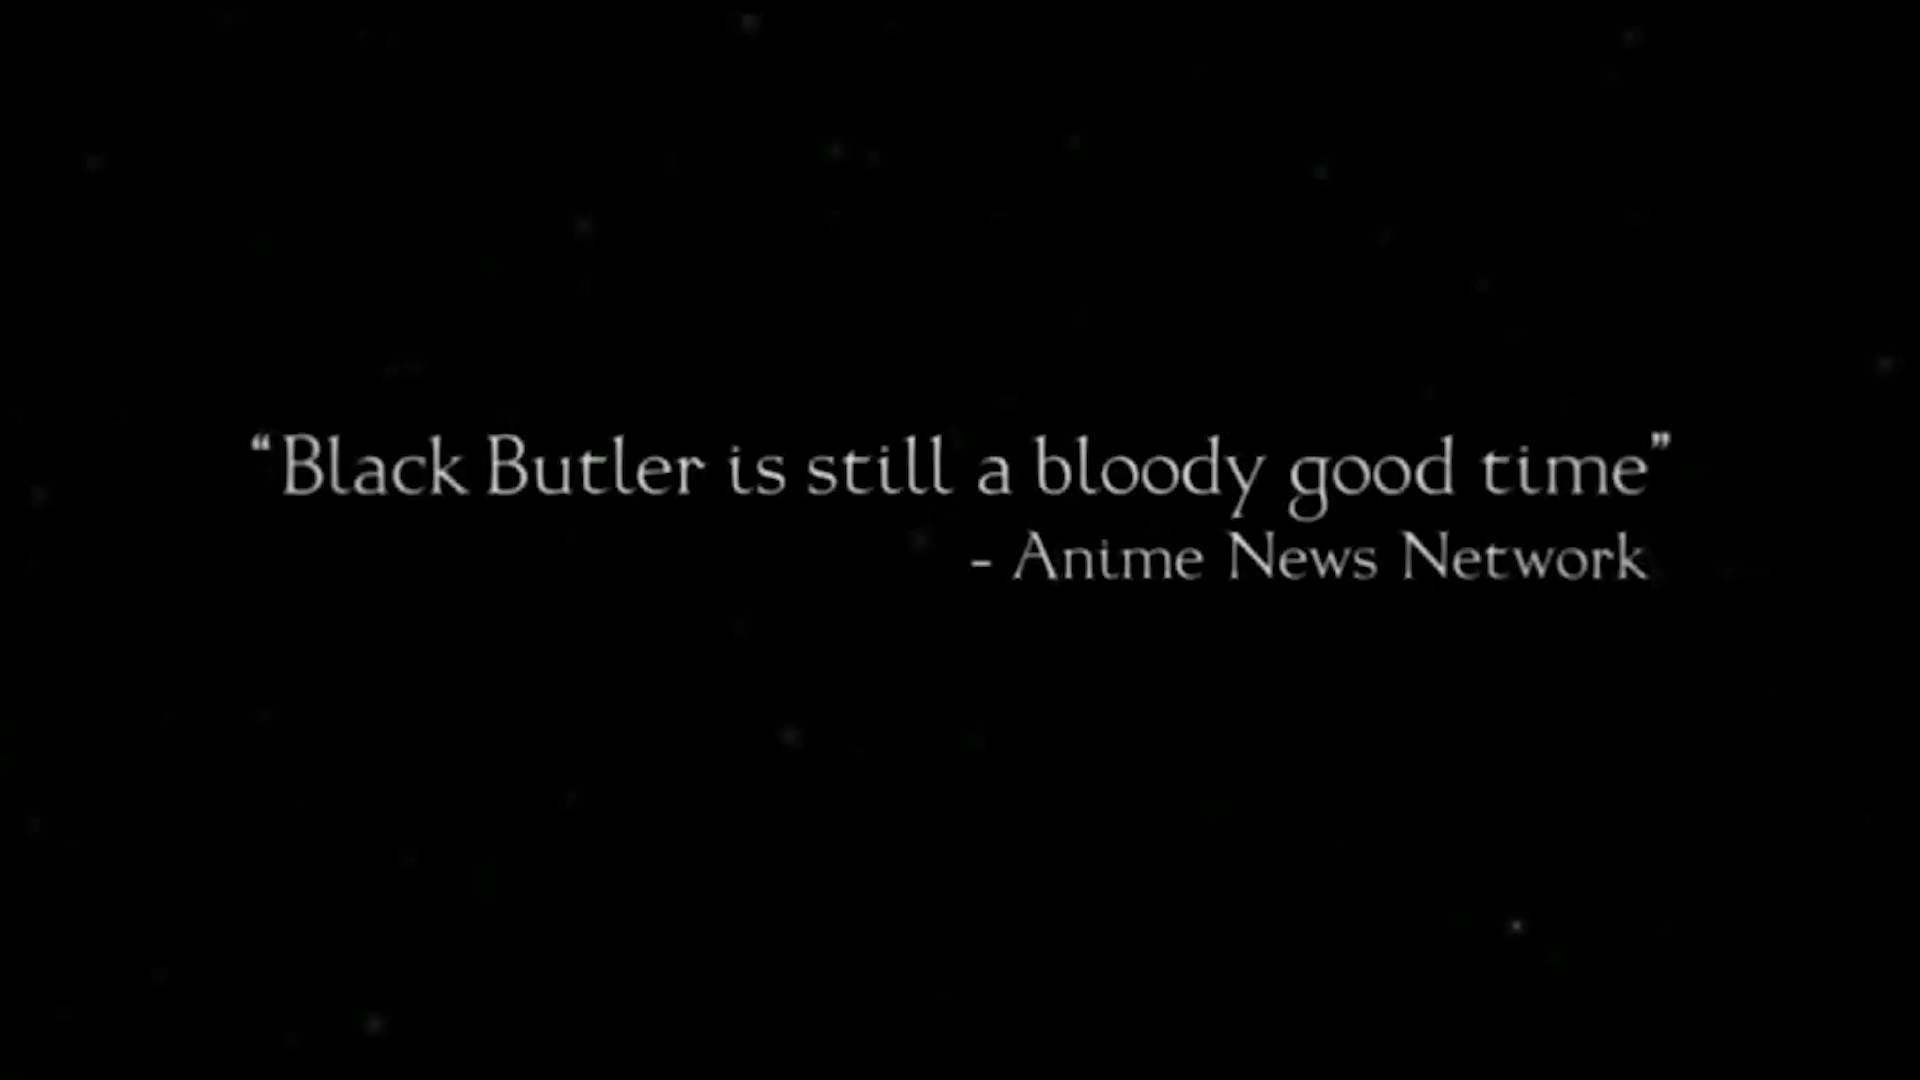 “Black Butler is still a bloody good time”
- Anime News Network